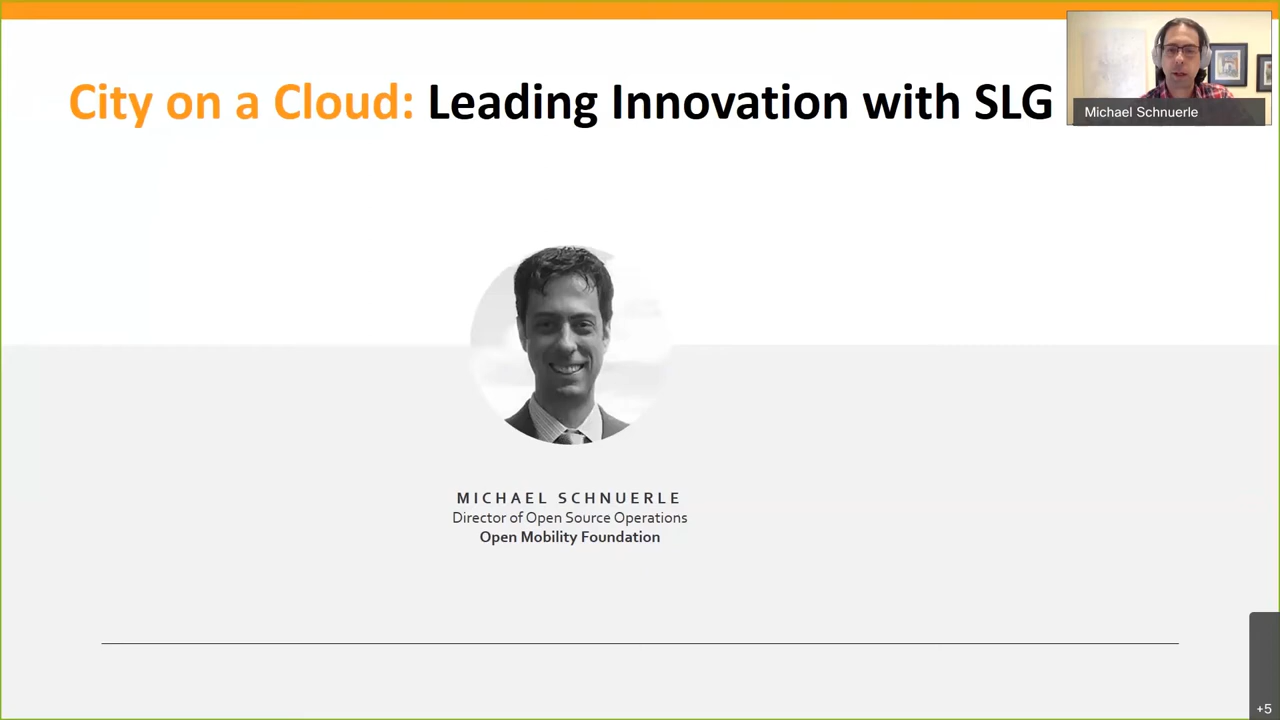 City on a Cloud: Leading Innovation with SLG
Michael Schnuerle
MICHAEL SCHNUERLE
Director of Open Source Operations
Open Mobility Foundation
+5